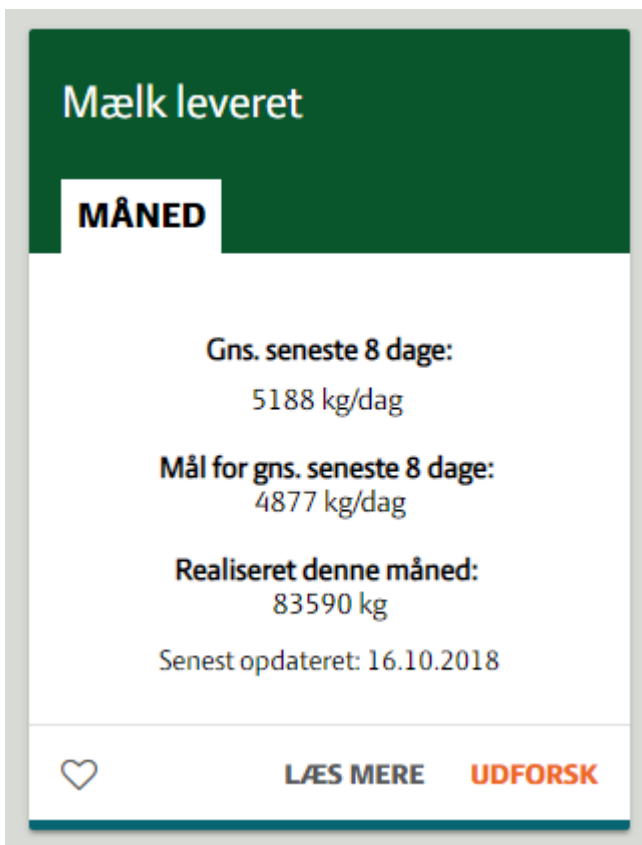 Mælk leveret
MÅNED
Gns. seneste 8 dage:
5188 kg/dag
Mål for gns. seneste 8 dage:
4877 kg/dag
Realiseret denne måned:
83590 kg
Senest opdateret: 16.10.2018
LÆS MERE UDFORSK